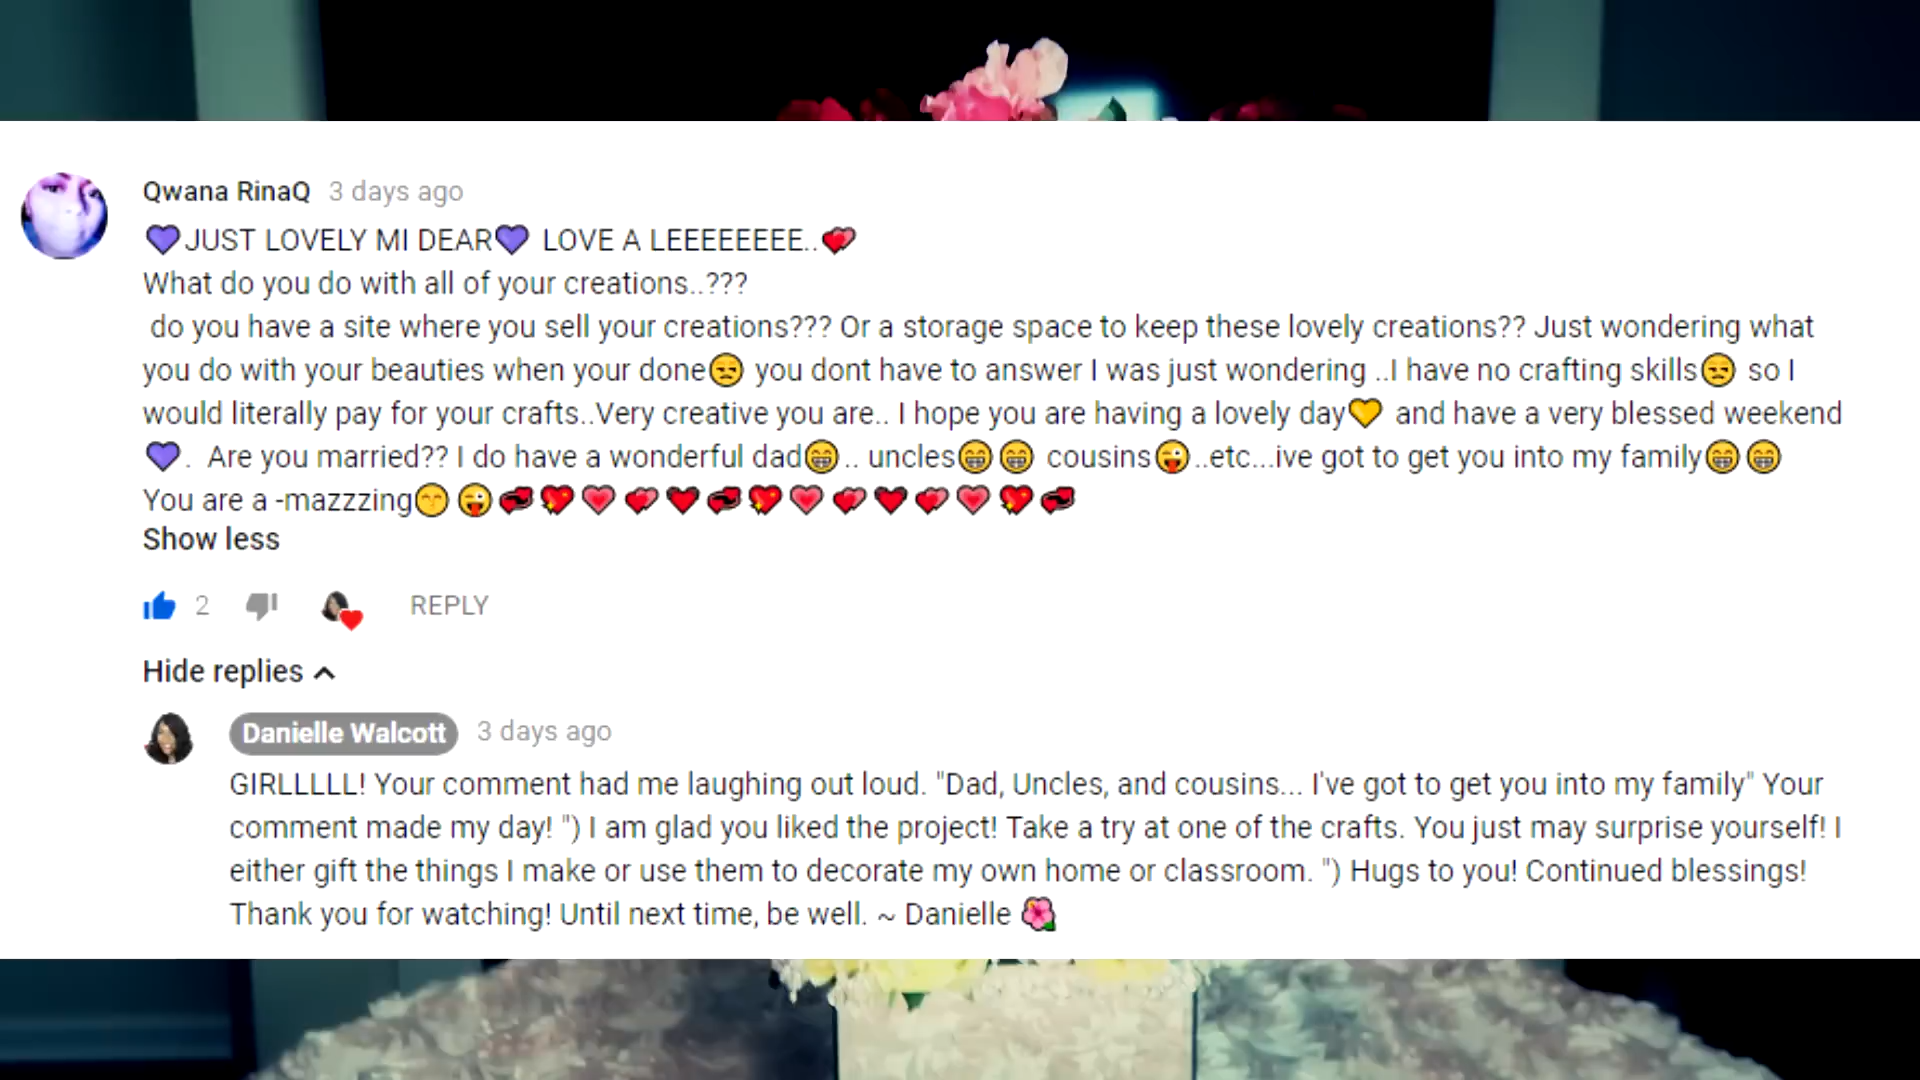 Qwana RinaQ 3 days ago
💜JUST LOVELY MI DEAR💜 LOVE A LEEEEEEEE..💕
What do you do with all of your creations..???
do you have a site where you sell your creations??? Or a storage space to keep these lovely creations?? Just wondering what
you do with your beauties when your done😒 you dont have to answer I was just wondering ..I have no crafting skills😒 so I
would literally pay for your crafts..Very creative you are.. I hope you are having a lovely day💛 and have a very blessed weekend
💜. Are you married?? I do have a wonderful dad😁.. uncles😁😁 cousins😜..etc...ive got to get you into my family😁😁
You are a -mazzzing😙😜💞💖💗💕❤💞💖💗💕❤💕💗💖💞
Show less
2 REPLY
Hide replies
Danielle Walcott 3 days ago
GIRLLLLL! Your comment had me laughing out loud. "Dad, Uncles, and cousins... I've got to get you into my family" Your
comment made my day! ") I am glad you liked the project! Take a try at one of the crafts. You just may surprise yourself! I
either gift the things I make or use them to decorate my own home or classroom. ") Hugs to you! Continued blessings!
Thank you for watching! Until next time, be well. ~ Danielle 🌺